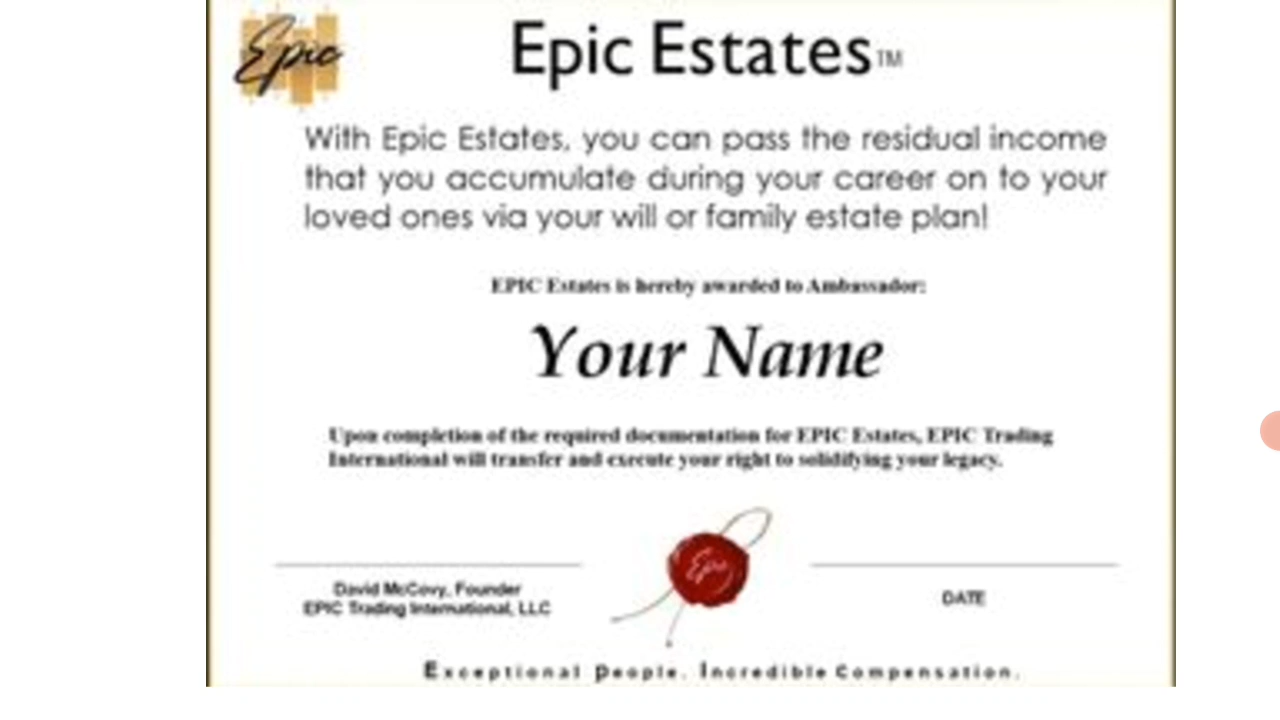 Epic
Epic Estates™
With Epic Estates, you can pass the residual income
that you accumulate during your career on to your
loved ones via your will or family estate plan!
EPIC Estates is hereby awarded to Ambassador:
Your Name
Upon completion of the required documentation for EPIC Estates, EPIC Trading
International will transfer and execute your right to solidifying your legacy.
Epic
David McCovy, Founder
EPIC Trading International, LLC
DATE
Exceptional People. Incredible Compensation.